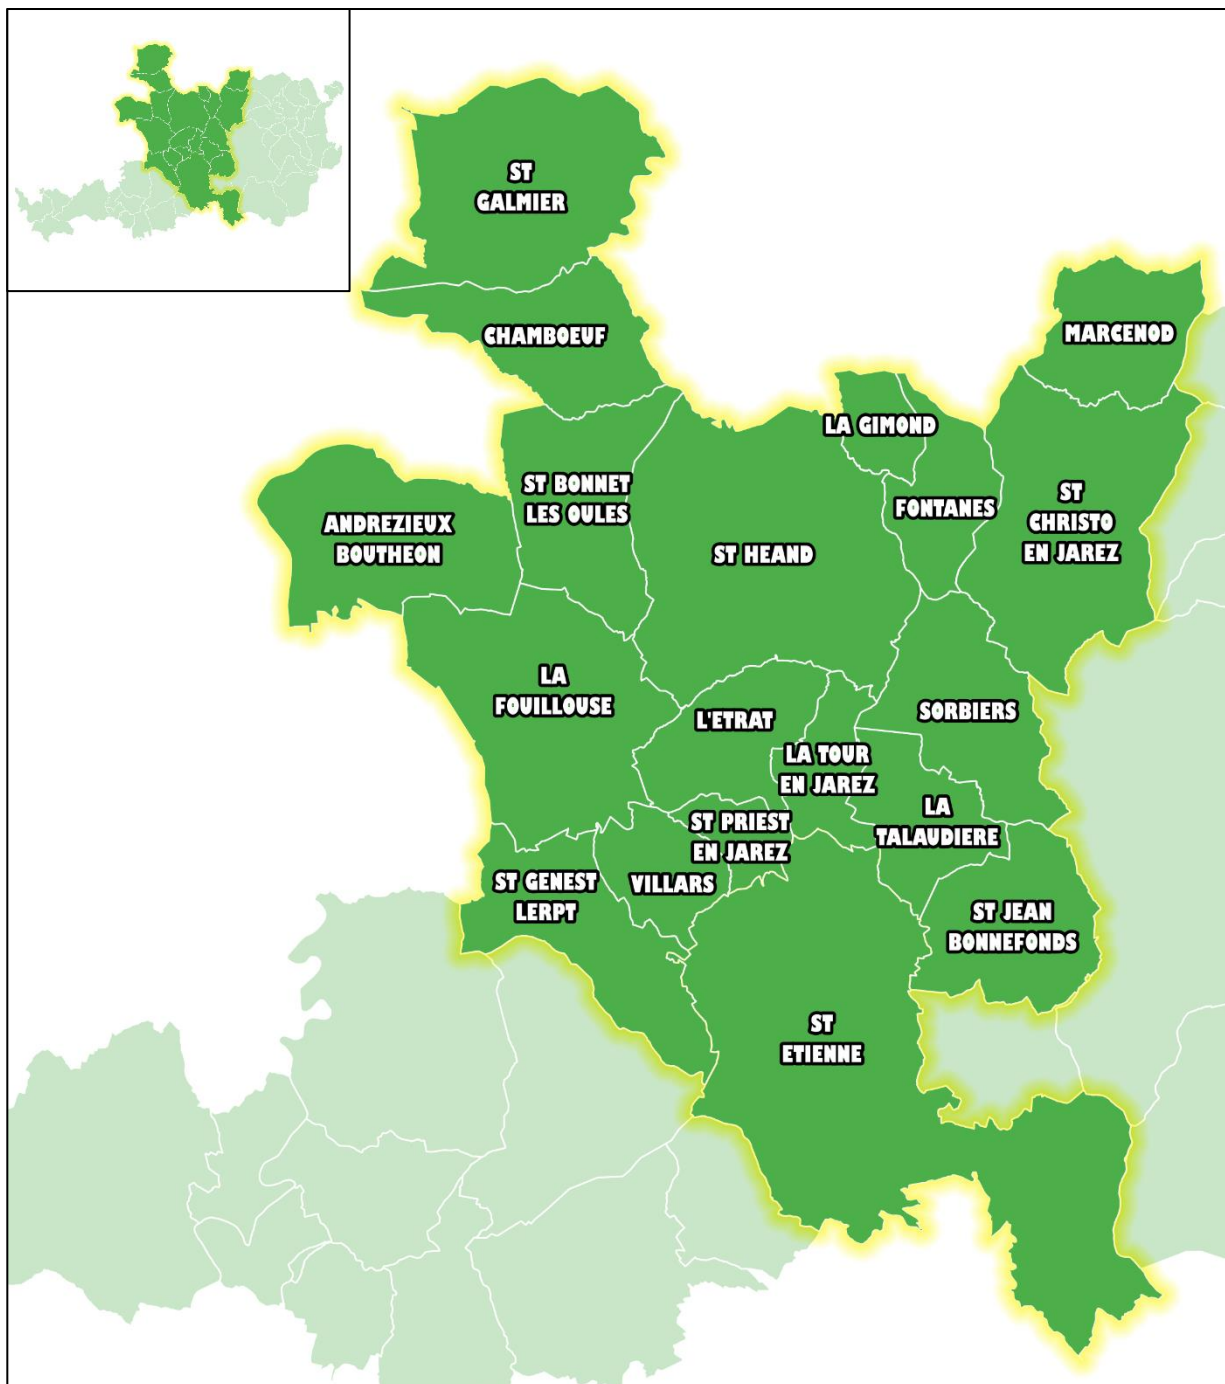 ST
GALMIER
CHAMBOEUF
MARCENOD
LA GIMOND
ST BONNET
LES OULES
ANDREZIEUX
BOUTHEON
ST HEAND
FONTANES
ST
CHRISTO
EN JAREZ
LA
FOUILLOUSE
L'ETRAT
SORBIERS
LA TOUR
EN JAREZ
ST PRIEST
EN JAREZ
LA
TALAUDIERE
ST GENEST
LERPT
VILLARS
ST JEAN
BONNEFONDS
ST
ETIENNE